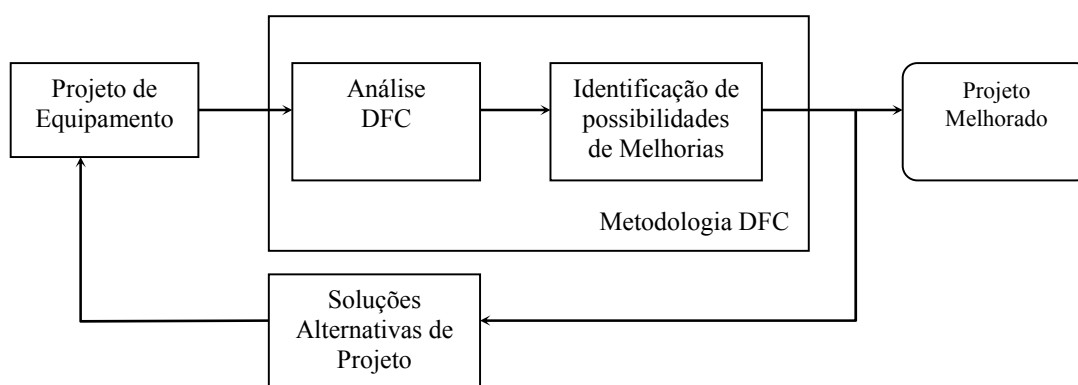 Projeto de
Equipamento
Análise
DFC
Identificação de
possibilidades
de Melhorias
Projeto
Melhorado
Metodologia DFC
Soluções
Alternativas de
Projeto